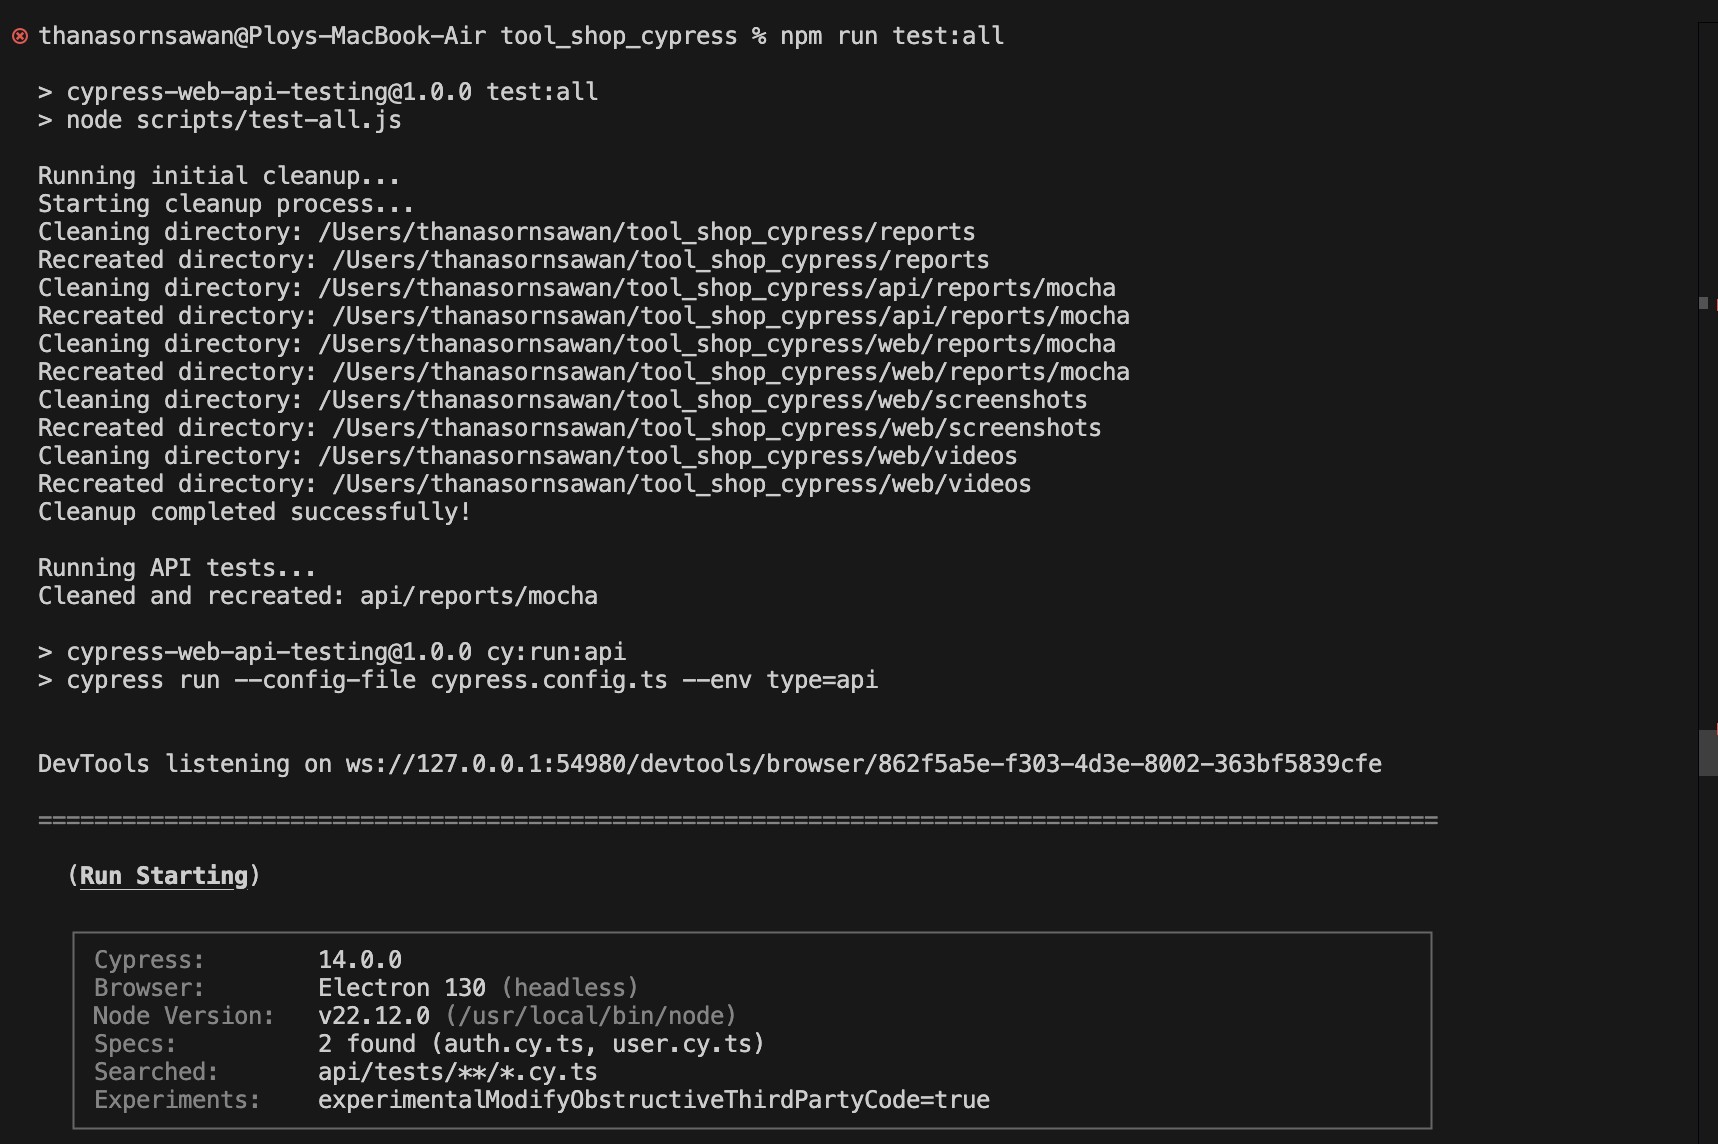 thanasornsawan@Ploys-MacBook-Air tool_shop_cypress % npm run test:all
> cypress-web-api-testing@1.0.0 test:all
> node scripts/test-all.js
Running initial cleanup...
Starting cleanup process...
Cleaning directory: /Users/thanasornsawan/tool_shop_cypress/reports
Recreated directory: /Users/thanasornsawan/tool_shop_cypress/reports
Cleaning directory: /Users/thanasornsawan/tool_shop_cypress/api/reports/mocha
Recreated directory: /Users/thanasornsawan/tool_shop_cypress/api/reports/mocha
Cleaning directory: /Users/thanasornsawan/tool_shop_cypress/web/reports/mocha
Recreated directory: /Users/thanasornsawan/tool_shop_cypress/web/reports/mocha
Cleaning directory: /Users/thanasornsawan/tool_shop_cypress/web/screenshots
Recreated directory: /Users/thanasornsawan/tool_shop_cypress/web/screenshots
Cleaning directory: /Users/thanasornsawan/tool_shop_cypress/web/videos
Recreated directory: /Users/thanasornsawan/tool_shop_cypress/web/videos
Cleanup completed successfully!
Running API tests...
Cleaned and recreated: api/reports/mocha
> cypress-web-api-testing@1.0.0 cy:run:api
> cypress run --config-file cypress.config.ts --env type=api
DevTools listening on ws://127.0.0.1:54980/devtools/browser/862f5a5e-f303-4d3e-8002-363bf5839cfe
====================================================================================================
(Run Starting)
Cypress: 14.0.0
Browser: Electron 130 (headless)
Node Version: v22.12.0 (/usr/local/bin/node)
Specs: 2 found (auth.cy.ts, user.cy.ts)
Searched: api/tests/**/*.cy.ts
Experiments: experimentalModifyObstructiveThirdPartyCode=true